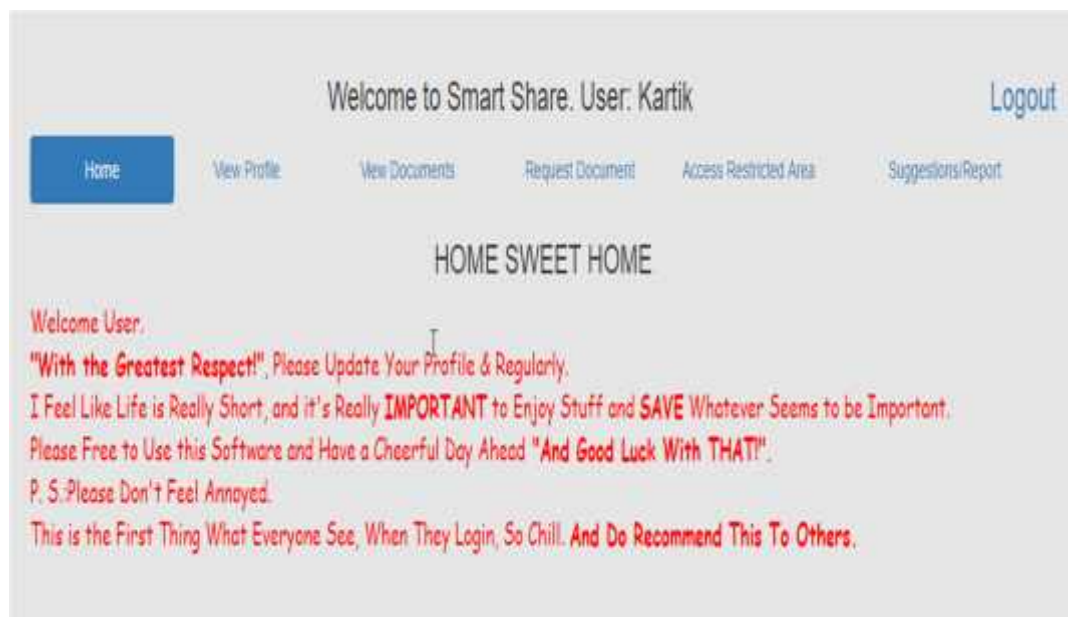 Welcome to Smart Share. User: Kartik
Logout
Home View Profile View Documents Request Document Access Restricted Area Suggestions/Report
HOME SWEET HOME
Welcome User.
"With the Greatest Respect!", Please Update Your Profile & Regularly.
I Feel Like Life is Really Short, and it's Really IMPORTANT to Enjoy Stuff and SAVE Whatever Seems to be Important.
Please Free to Use this Software and Have a Cheerful Day Ahead "And Good Luck With THAT!".
P. S.:Please Don't Feel Annoyed.
This is the First Thing What Everyone See, When They Login, So Chill. And Do Recommend This To Others.